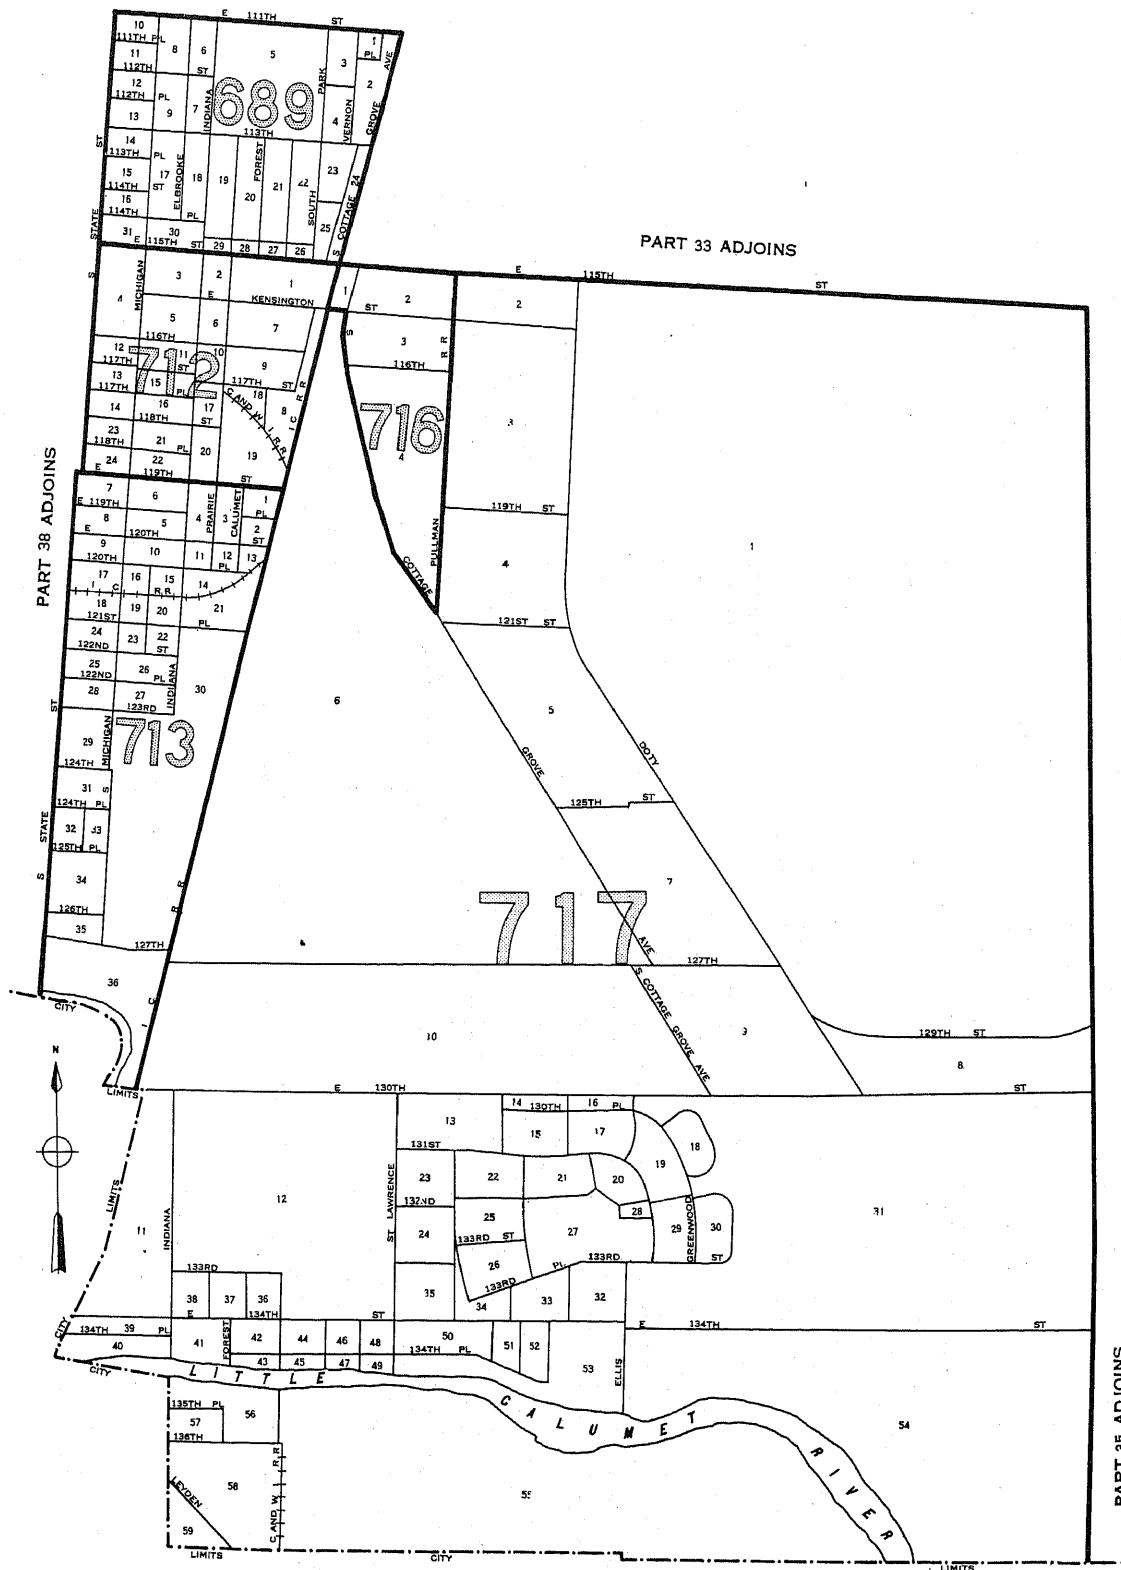 E 111TH ST
10 8 6 5 3 1
111TH PL
PL
AVE
11
112TH ST
2
12
112TH PL
9 7
INDIANA
689
PARK
4
VERNON
GROVE
13
113TH
14
113TH PL
17
ELBROOKE
18 19 20
FOREST
21 22
SOUTH
23
COTTAGE
24
15
114TH ST
16
114TH PL
25
S
STATE
ST
S
31 E 115TH ST
30 29 28 27 26
PART 33 ADJOINS
E 115TH ST
4
MICHIGAN
3 2 1
E KENSINGTON ST
1 2 2
5 6 7
116TH
S
3
116TH
R R
12 11 10 9
117TH ST
13 15
117TH PL
712
117TH ST
18 8
C AND W I R R
I C R R
716
4
3
14 16 17
118TH ST
23 21
118TH PL
20 19
24 22
E 119TH ST
PART 38 ADJOINS
7 6 4
PRAIRIE
3
CALUMET
1
PL
E 119TH
8 5
2
E 120TH ST
9 10 11 12 13
120TH PL
17 16 15 14
I C R R
18 19 20 21
121ST PL
24 23 22
122ND ST
25 26
122ND PL
INDIANA
28 27
123RD
30
713
ST
29
MICHIGAN
124TH
31
S
124TH PL
32 33
125TH PL
STATE
S
34
126TH
35
127TH
36
R R
I C
PULLMAN
COTTAGE
119TH ST
4
121ST ST
1
6
5
GROVE
DOTY
125TH ST
7
717
AVE
127TH
S COTTAGE GROVE AVE
10
9
129TH ST
8
CITY
LIMITS
N
E 130TH ST
LIMITS
11
INDIANA
12
ST LAWRENCE
13 14
130TH PL
16
131ST
15 17 18
19
23 22 21 20
132ND
28
24 25
133RD ST
27 29
GREENWOOD
30
31
26
133RD PL
133RD ST
133RD
38 37 36
35 34 33 32
E 134TH ST
E 134TH ST
CITY
39
134TH PL
40
41
FOREST
42 44 46 48 50
134TH PL
51 52 53
ELLIS
43 45 47 49
CITY
LITTLE CALUMET RIVER
54
135TH PL
56
57
136TH
58
LEYDEN
59
C AND W I R R
55
LIMITS
CITY
LIMITS
PART 35 ADJOINS